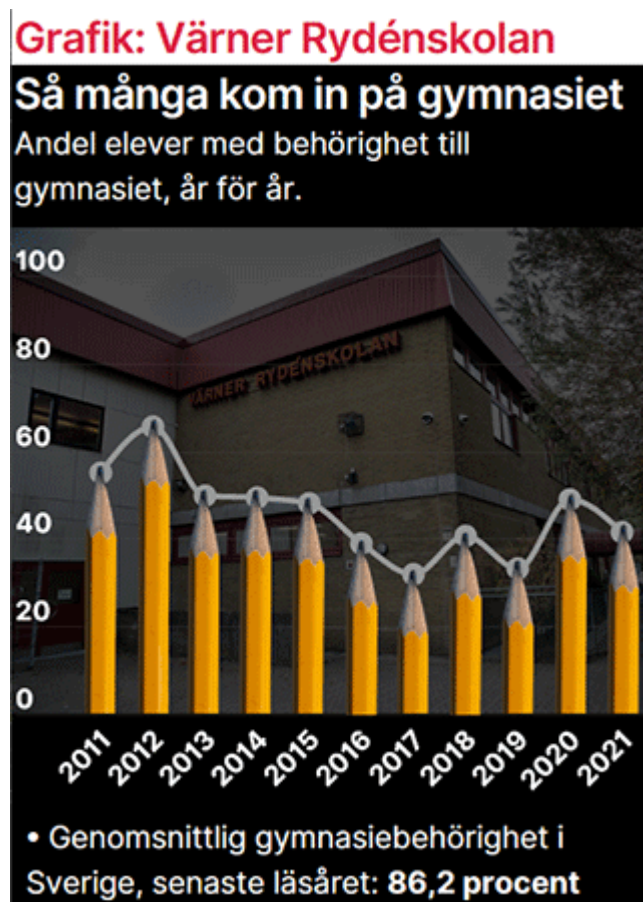 Grafik: Värner Rydénskolan
Så många kom in på gymnasiet
Andel elever med behörighet till
gymnasiet, år för år.
100
80
VÄRNER RYDÉNSKOLAN
60
40
20
0
2011 2012 2013 2014 2015 2016 2017 2018 2019 2020 2021
• Genomsnittlig gymnasiebehörighet i
Sverige, senaste läsåret: 86,2 procent